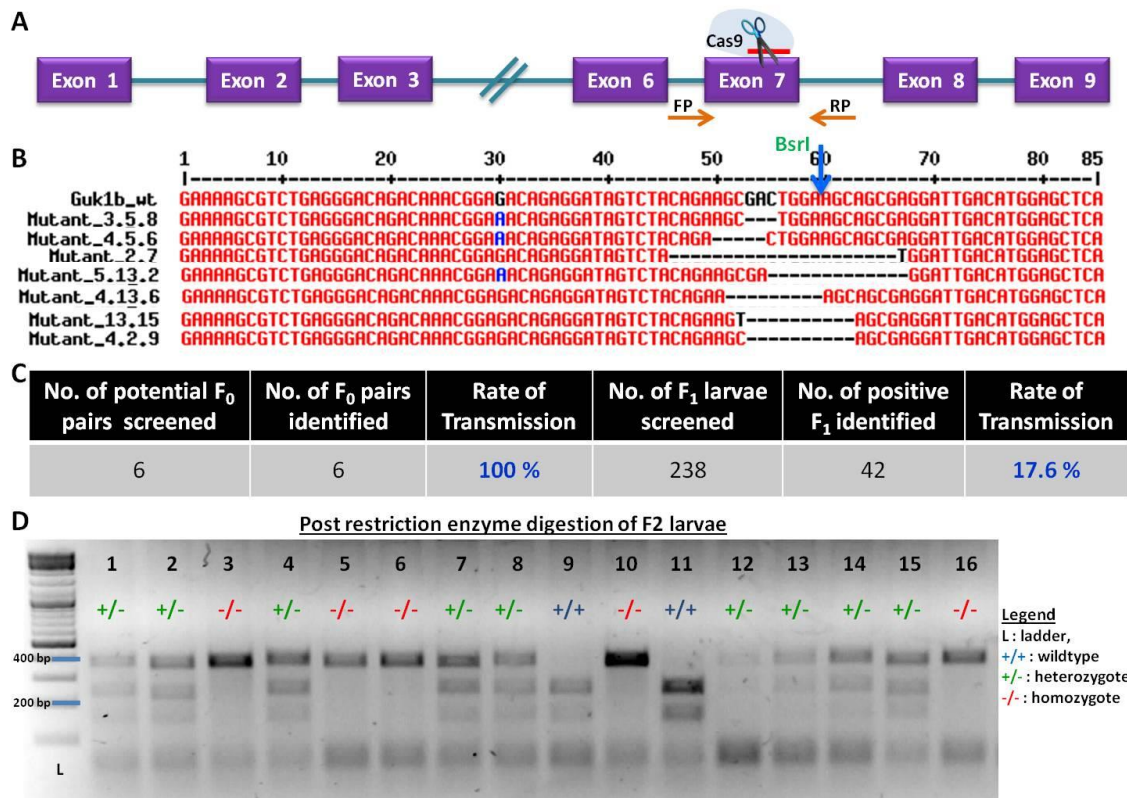 A
Cas9
Exon 1
Exon 2
Exon 3
Exon 6
Exon 7
Exon 8
Exon 9
FP
RP
B
BsrI
1 10 20 30 40 50 60 70 80 85
Guk1b_wt GAAAAGCGTCTGAGGGACAGACAAACGGAGACAGAGGATAGTCTACAGAAGCGACTGGAAGCAGCGAGGATTGACATGGAGCTCA
Mutant_3.5.8 GAAAAGCGTCTGAGGGACAGACAAACGGAAACAGAGGATAGTCTACAGAAGC---TGGAAGCAGCGAGGATTGACATGGAGCTCA
Mutant_4.5.6 GAAAAGCGTCTGAGGGACAGACAAACGGAAACAGAGGATAGTCTACAGA-----CTGGAAGCAGCGAGGATTGACATGGAGCTCA
Mutant_2.7 GAAAAGCGTCTGAGGGACAGACAAACGGAGACAGAGGATAGTCTA---------------------TGGATTGACATGGAGCTCA
Mutant_5.13.2 GAAAAGCGTCTGAGGGACAGACAAACGGAAACAGAGGATAGTCTACAGAAGCGA-------------GGATTGACATGGAGCTCA
Mutant_4.13.6 GAAAAGCGTCTGAGGGACAGACAAACGGAGACAGAGGATAGTCTACAGAA---------AGCAGCGAGGATTGACATGGAGCTCA
Mutant_13.15 GAAAAGCGTCTGAGGGACAGACAAACGGAGACAGAGGATAGTCTACAGAAGT----------AGCGAGGATTGACATGGAGCTCA
Mutant_4.2.9 GAAAAGCGTCTGAGGGACAGACAAACGGAGACAGAGGATAGTCTACAGAAGC----------AGCGAGGATTGACATGGAGCTCA
C
No. of potential F0 pairs screened
No. of F0 pairs identified
Rate of Transmission
No. of F1 larvae screened
No. of positive F1 identified
Rate of Transmission
6 6 100 % 238 42 17.6 %
D
Post restriction enzyme digestion of F2 larvae
1 2 3 4 5 6 7 8 9 10 11 12 13 14 15 16
+/- +/- -/- +/- -/- -/- +/- +/- +/+ -/- +/+ +/- +/- +/- +/- -/-
400 bp
200 bp
L
Legend
L : ladder,
+/+ : wildtype
+/- : heterozygote
-/- : homozygote